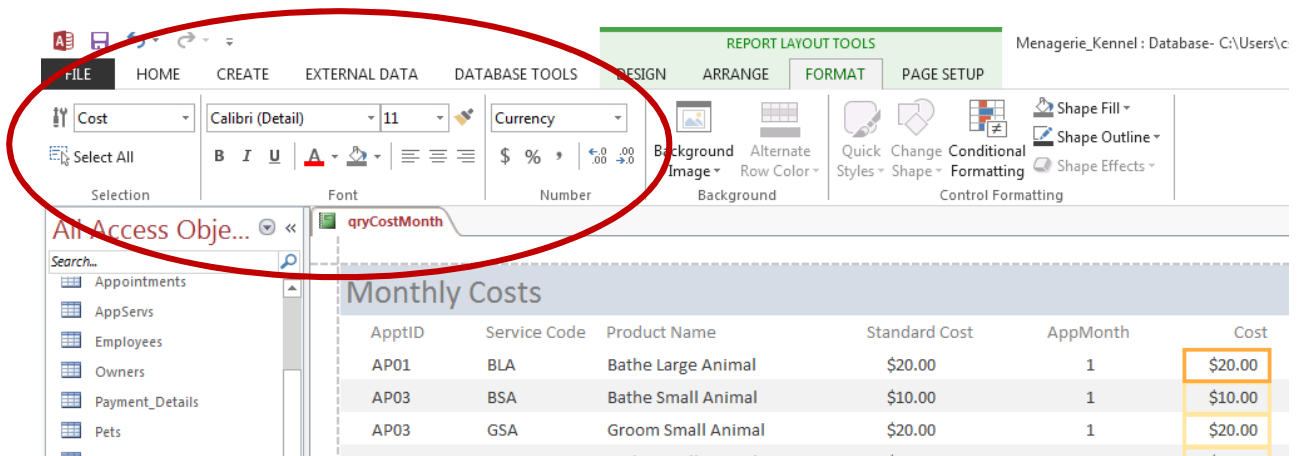 REPORT LAYOUT TOOLS Menagerie_Kennel : Database- C:\Users\c
FILE HOME CREATE EXTERNAL DATA DATABASE TOOLS DESIGN ARRANGE FORMAT PAGE SETUP
Cost Calibri (Detail) 11 Currency Shape Fill
Select All B I U A $ % , Background Image Alternate Row Color Quick Styles Change Shape Conditional Formatting Shape Outline
Shape Effects
Selection Font Number Background Control Formatting
All Access Obje... « qryCostMonth
Search...
Appointments
AppServs
Employees
Owners
Payment_Details
Pets
Monthly Costs
ApptID Service Code Product Name Standard Cost AppMonth Cost
AP01 BLA Bathe Large Animal $20.00 1 $20.00
AP03 BSA Bathe Small Animal $10.00 1 $10.00
AP03 GSA Groom Small Animal $20.00 1 $20.00